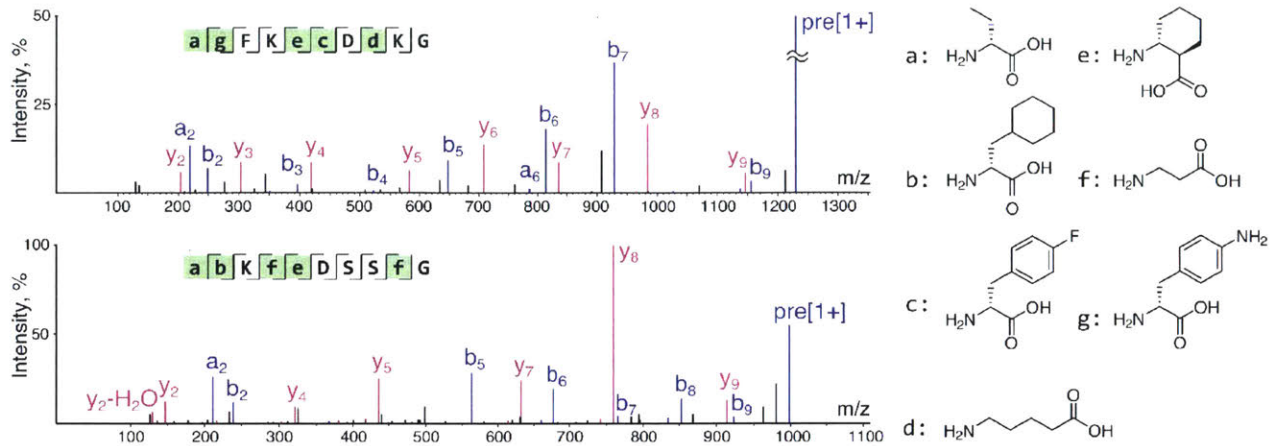 Intensity, %
50
25
a g F K e c D d K G
y2
a2
b2
y3
b3
y4
b4
y5
b5
y6
a6
b6
y7
b7
y8
y9
b9
pre[1+]
m/z
100 200 300 400 500 600 700 800 900 1000 1100 1200 1300
Intensity, %
100
50
a b K f e D S S f G
y2-H2O
y2
a2
b2
y4
y5
b5
y7
b6
y8
b7
b8
y9
b9
pre[1+]
m/z
100 200 300 400 500 600 700 800 900 1000 1100
a: H2N OH O
e: H2N HO O
b: H2N OH O
f: H2N OH O
c: F H2N OH O
g: NH2 H2N OH O
d: H2N O OH